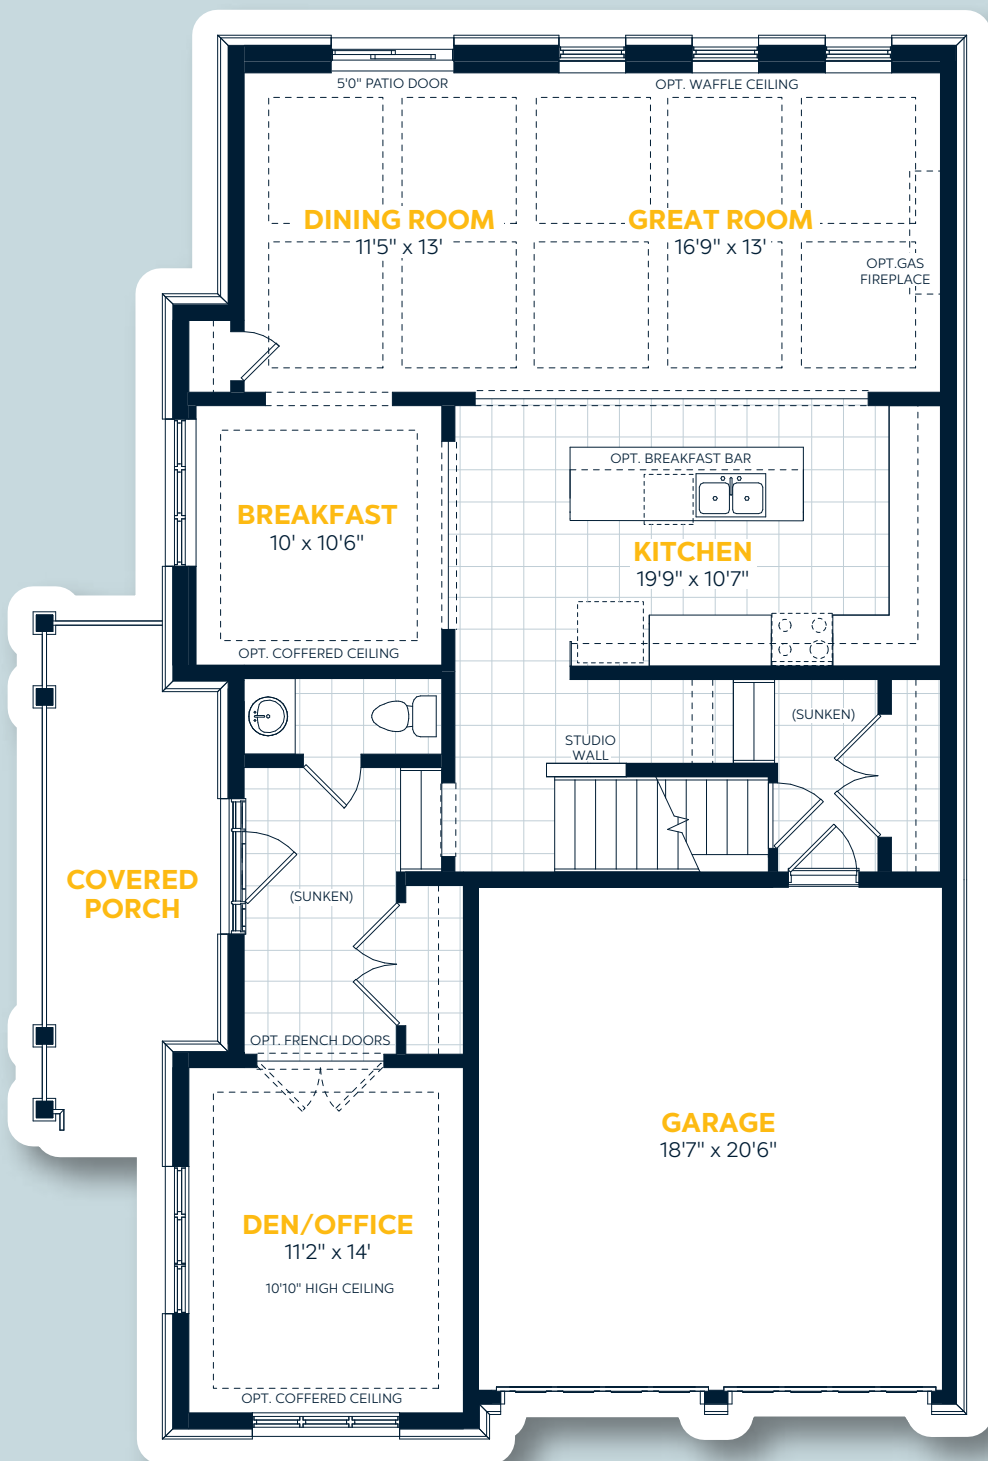 5'0" PATIO DOOR
OPT. WAFFLE CEILING
DINING ROOM
11'5" x 13'
GREAT ROOM
16'9" x 13'
OPT.GAS
FIREPLACE
OPT. BREAKFAST BAR
BREAKFAST
10' x 10'6"
KITCHEN
19'9" x 10'7"
OPT. COFFERED CEILING
(SUNKEN)
STUDIO
WALL
COVERED
PORCH
(SUNKEN)
OPT. FRENCH DOORS
GARAGE
18'7" x 20'6"
DEN/OFFICE
11'2" x 14'
10'10" HIGH CEILING
OPT. COFFERED CEILING